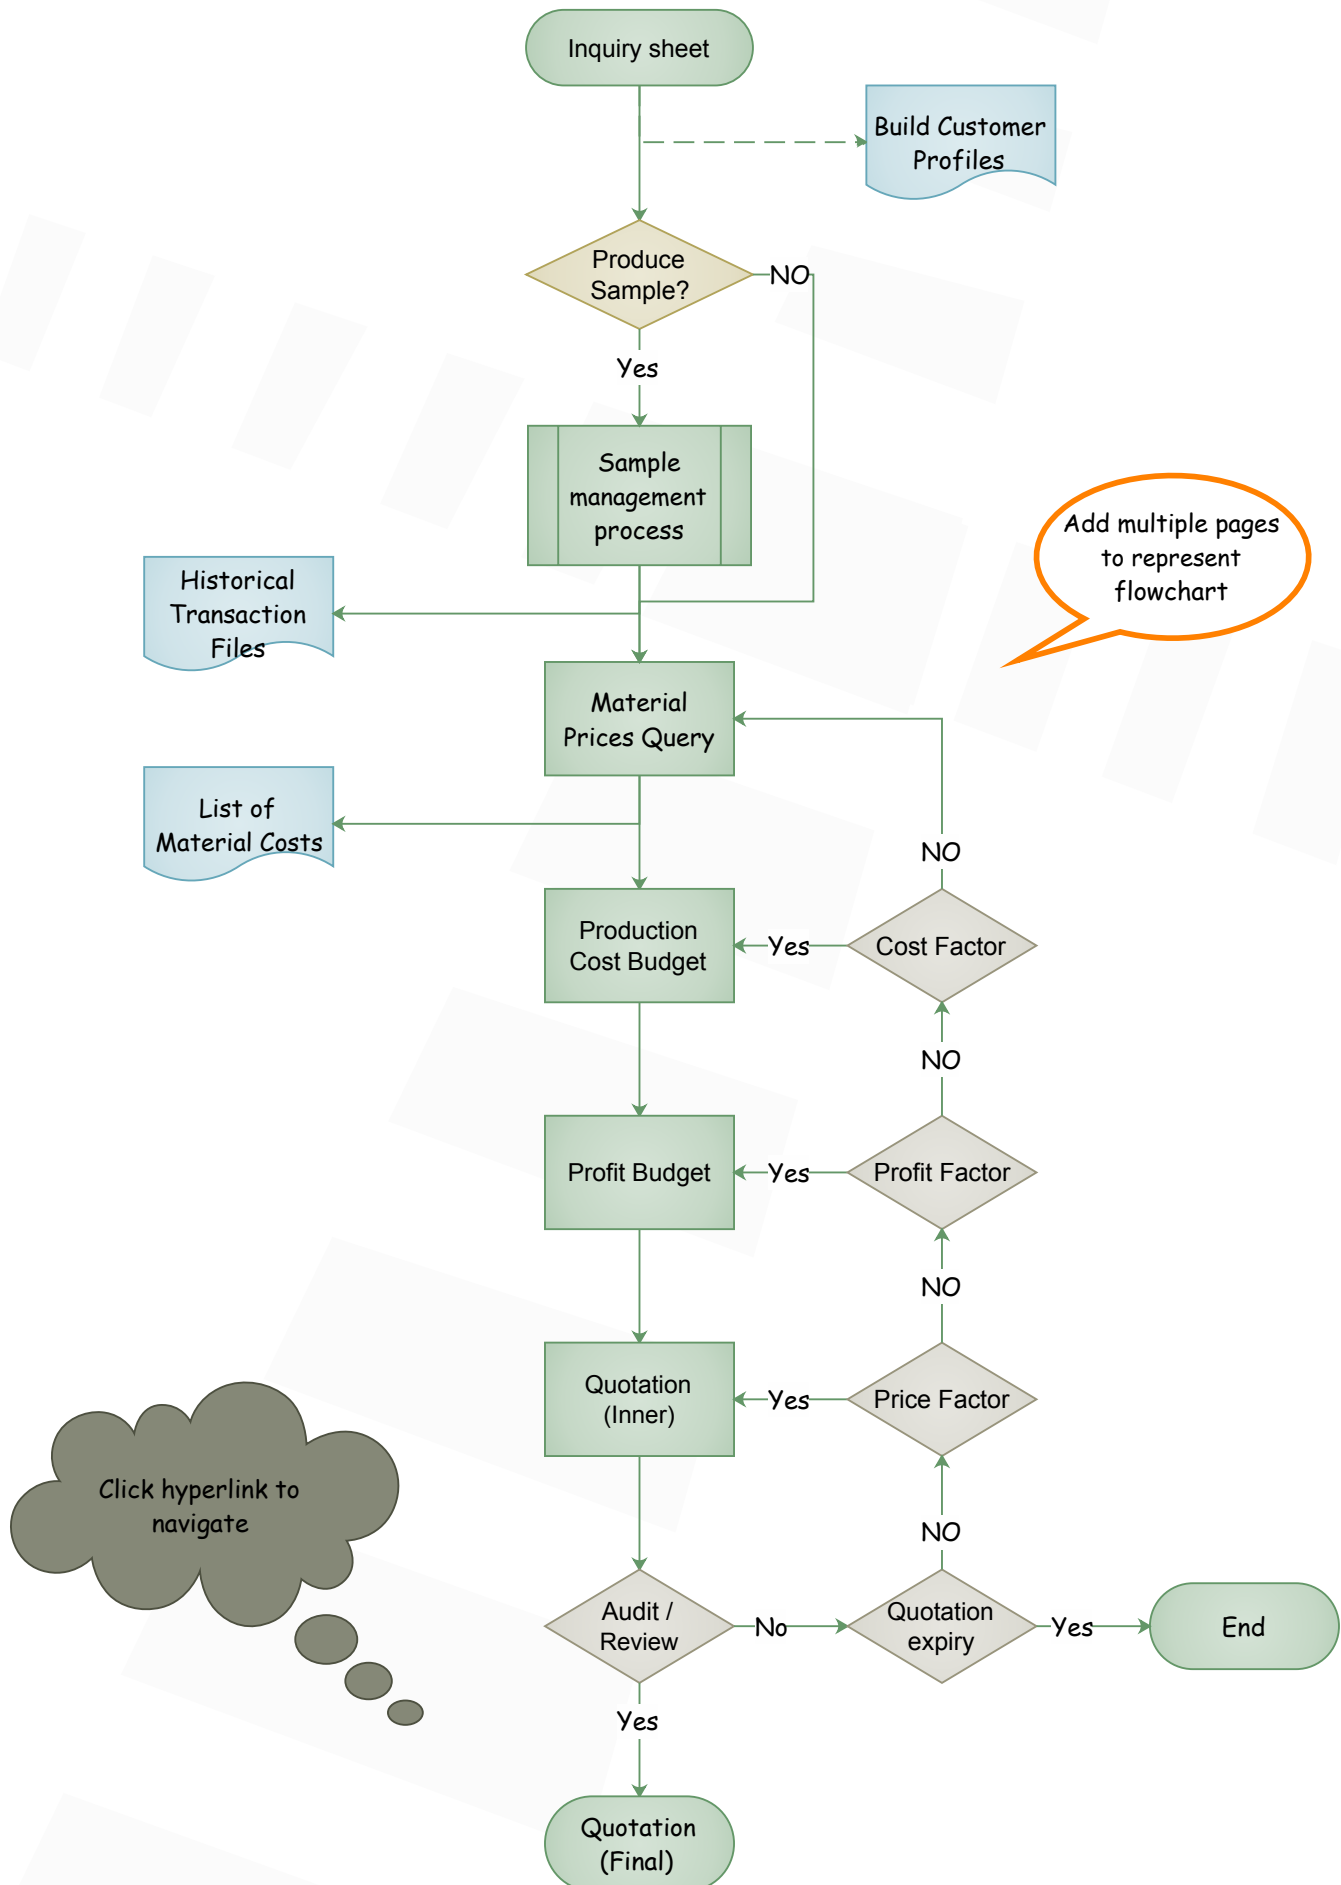 Inquiry sheet
Build Customer
Profiles
Produce
Sample?
NO
Yes
Sample
management
process
Add multiple pages
to represent
flowchart
Historical
Transaction
Files
Material
Prices Query
List of
Material Costs
NO
Production
Cost Budget
Yes
Cost Factor
NO
Profit Budget
Yes
Profit Factor
NO
Quotation
(Inner)
Yes
Price Factor
Click hyperlink to
navigate
NO
Audit /
Review
No
Quotation
expiry
Yes
End
Yes
Quotation
(Final)